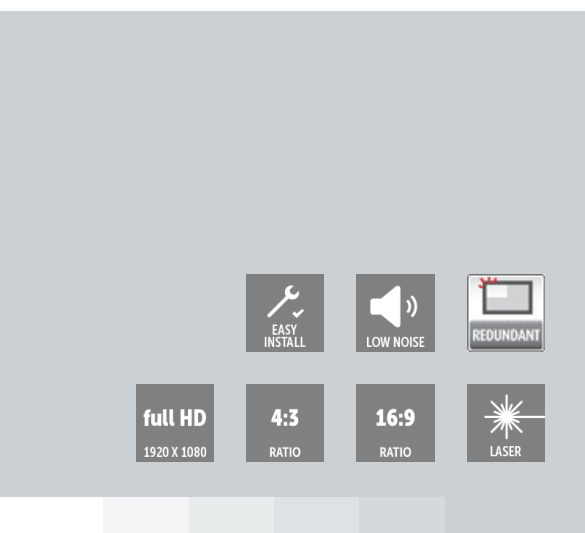 EASY
INSTALL
LOW NOISE
REDUNDANT
full HD
1920 X 1080
4:3
RATIO
16:9
RATIO
LASER